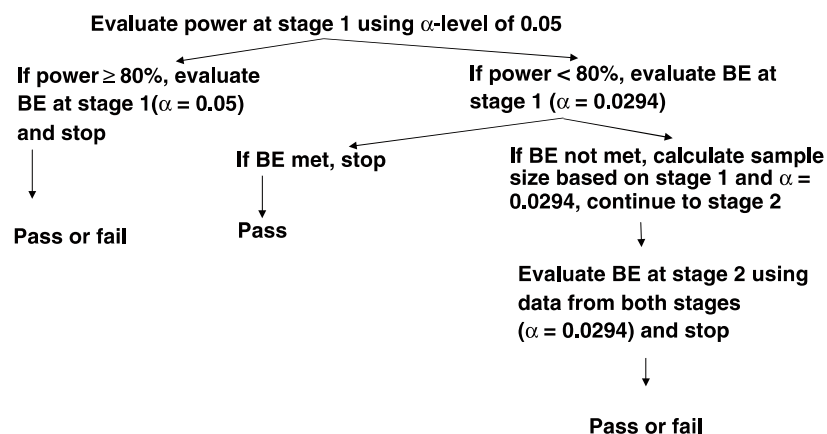 Evaluate power at stage 1 using α-level of 0.05
If power ≥ 80%, evaluate
BE at stage 1(α = 0.05)
and stop
Pass or fail
If power < 80%, evaluate BE at
stage 1 (α = 0.0294)
If BE met, stop
Pass
If BE not met, calculate sample
size based on stage 1 and α =
0.0294, continue to stage 2
Evaluate BE at stage 2 using
data from both stages
(α = 0.0294) and stop
Pass or fail